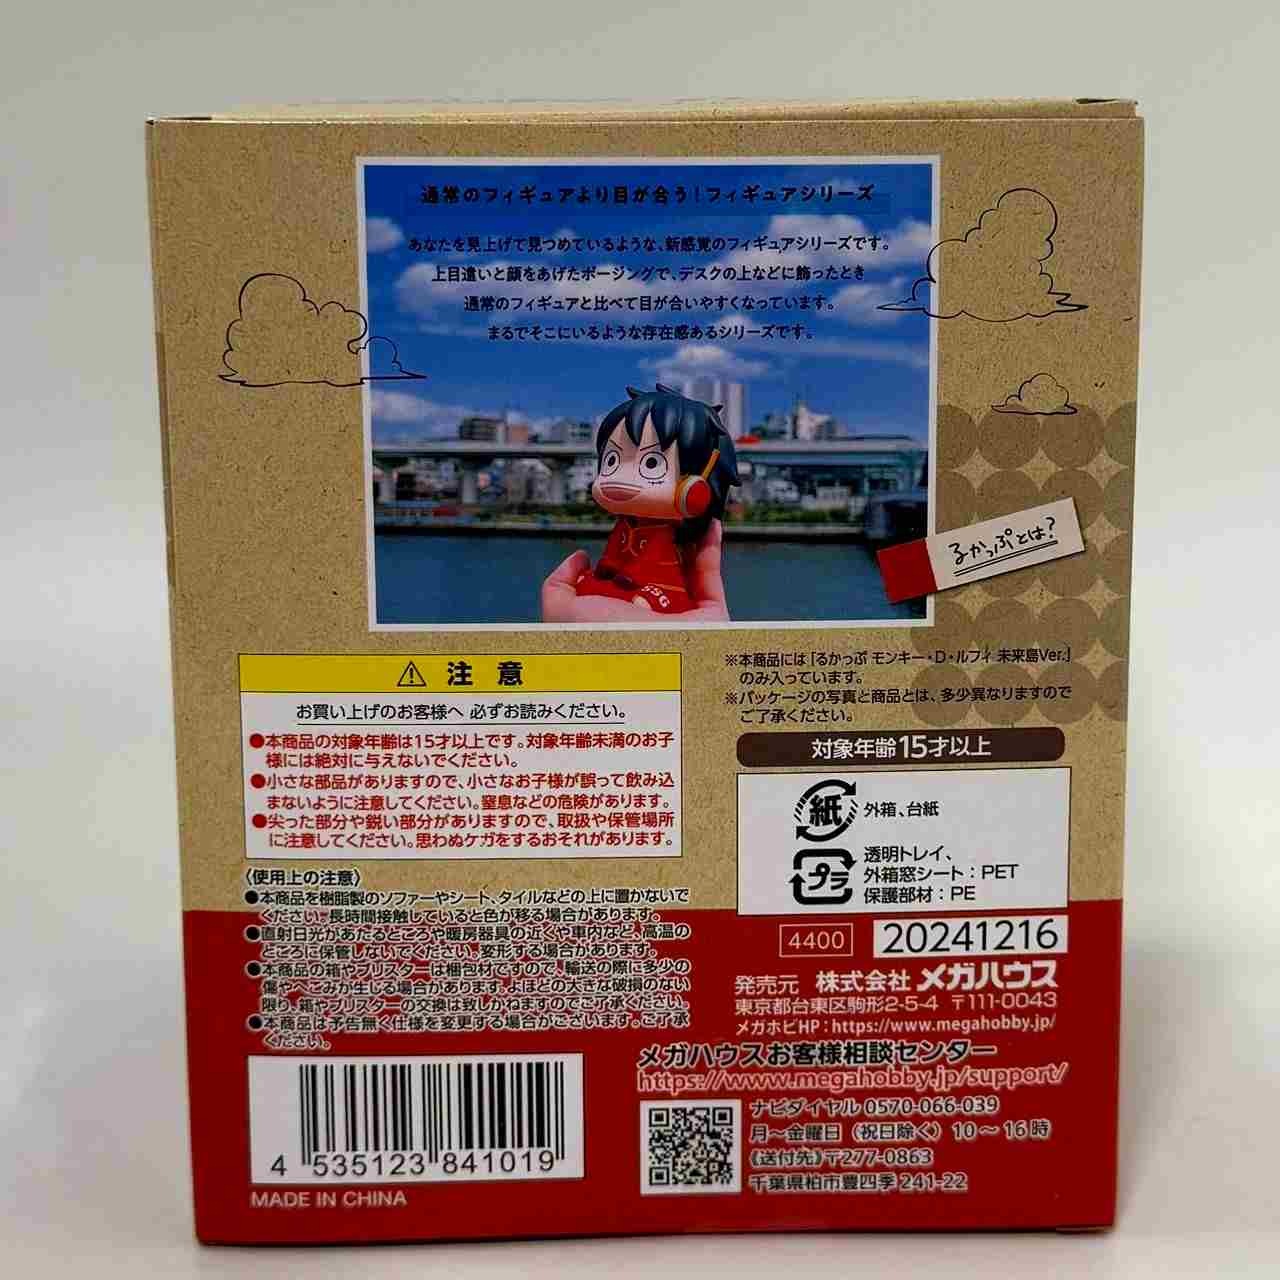 通常のフィギュアより目が合う!フィギュアシリーズ
あなたを見上げて見つめているような、新感覚のフィギュアシリーズです。
上目遣いと顔をあげたポージングで、デスクの上などに飾ったとき
通常のフィギュアと比べて目が合いやすくなっています。
まるでそこにいるような存在感あるシリーズです。
るかっぷとは?
SSG
⚠ 注意
お買い上げのお客様へ 必ずお読みください。
●本商品の対象年齢は15才以上です。対象年齢未満のお子
様には絶対に与えないでください。
●小さな部品がありますので、小さなお子様が誤って飲み込
まないように注意してください。窒息などの危険があります。
●尖った部分や鋭い部分がありますので、取扱や保管場所
に注意してください。思わぬケガをするおそれがあります。
〈使用上の注意〉
●本商品を樹脂製のソファーやシート、タイルなどの上に置かないで
ください。長時間接触していると色が移る場合があります。
●直射日光があたるところや暖房器具の近くや車内など、高温の
ところに保管しないでください。変形する場合があります。
●本商品の箱やブリスターは梱包材ですので、輸送の際に多少の
傷やへこみが生じる場合があります。よほどの大きな破損のない
限り、箱やブリスターの交換は致しかねますのでご了承ください。
●本商品は予告無く仕様を変更する場合がございます。ご了承
ください。
4 535123 841019
MADE IN CHINA
※本商品には「るかっぷ モンキー・D・ルフィ 未来島Ver.」
のみ入っています。
※パッケージの写真と商品とは、多少異なりますので
ご了承ください。
対象年齢15才以上
紙 外箱、台紙
プラ 透明トレイ、
外箱窓シート:PET
保護部材:PE
4400 20241216
発売元 株式会社 メガハウス
東京都台東区駒形2-5-4 〒111-0043
メガホビHP:https://www.megahobby.jp/
メガハウスお客様相談センター
https://www.megahobby.jp/support/
ナビダイヤル 0570-066-039
月〜金曜日(祝日除く)10〜16時
《送付先》〒277-0863
千葉県柏市豊四季241-22